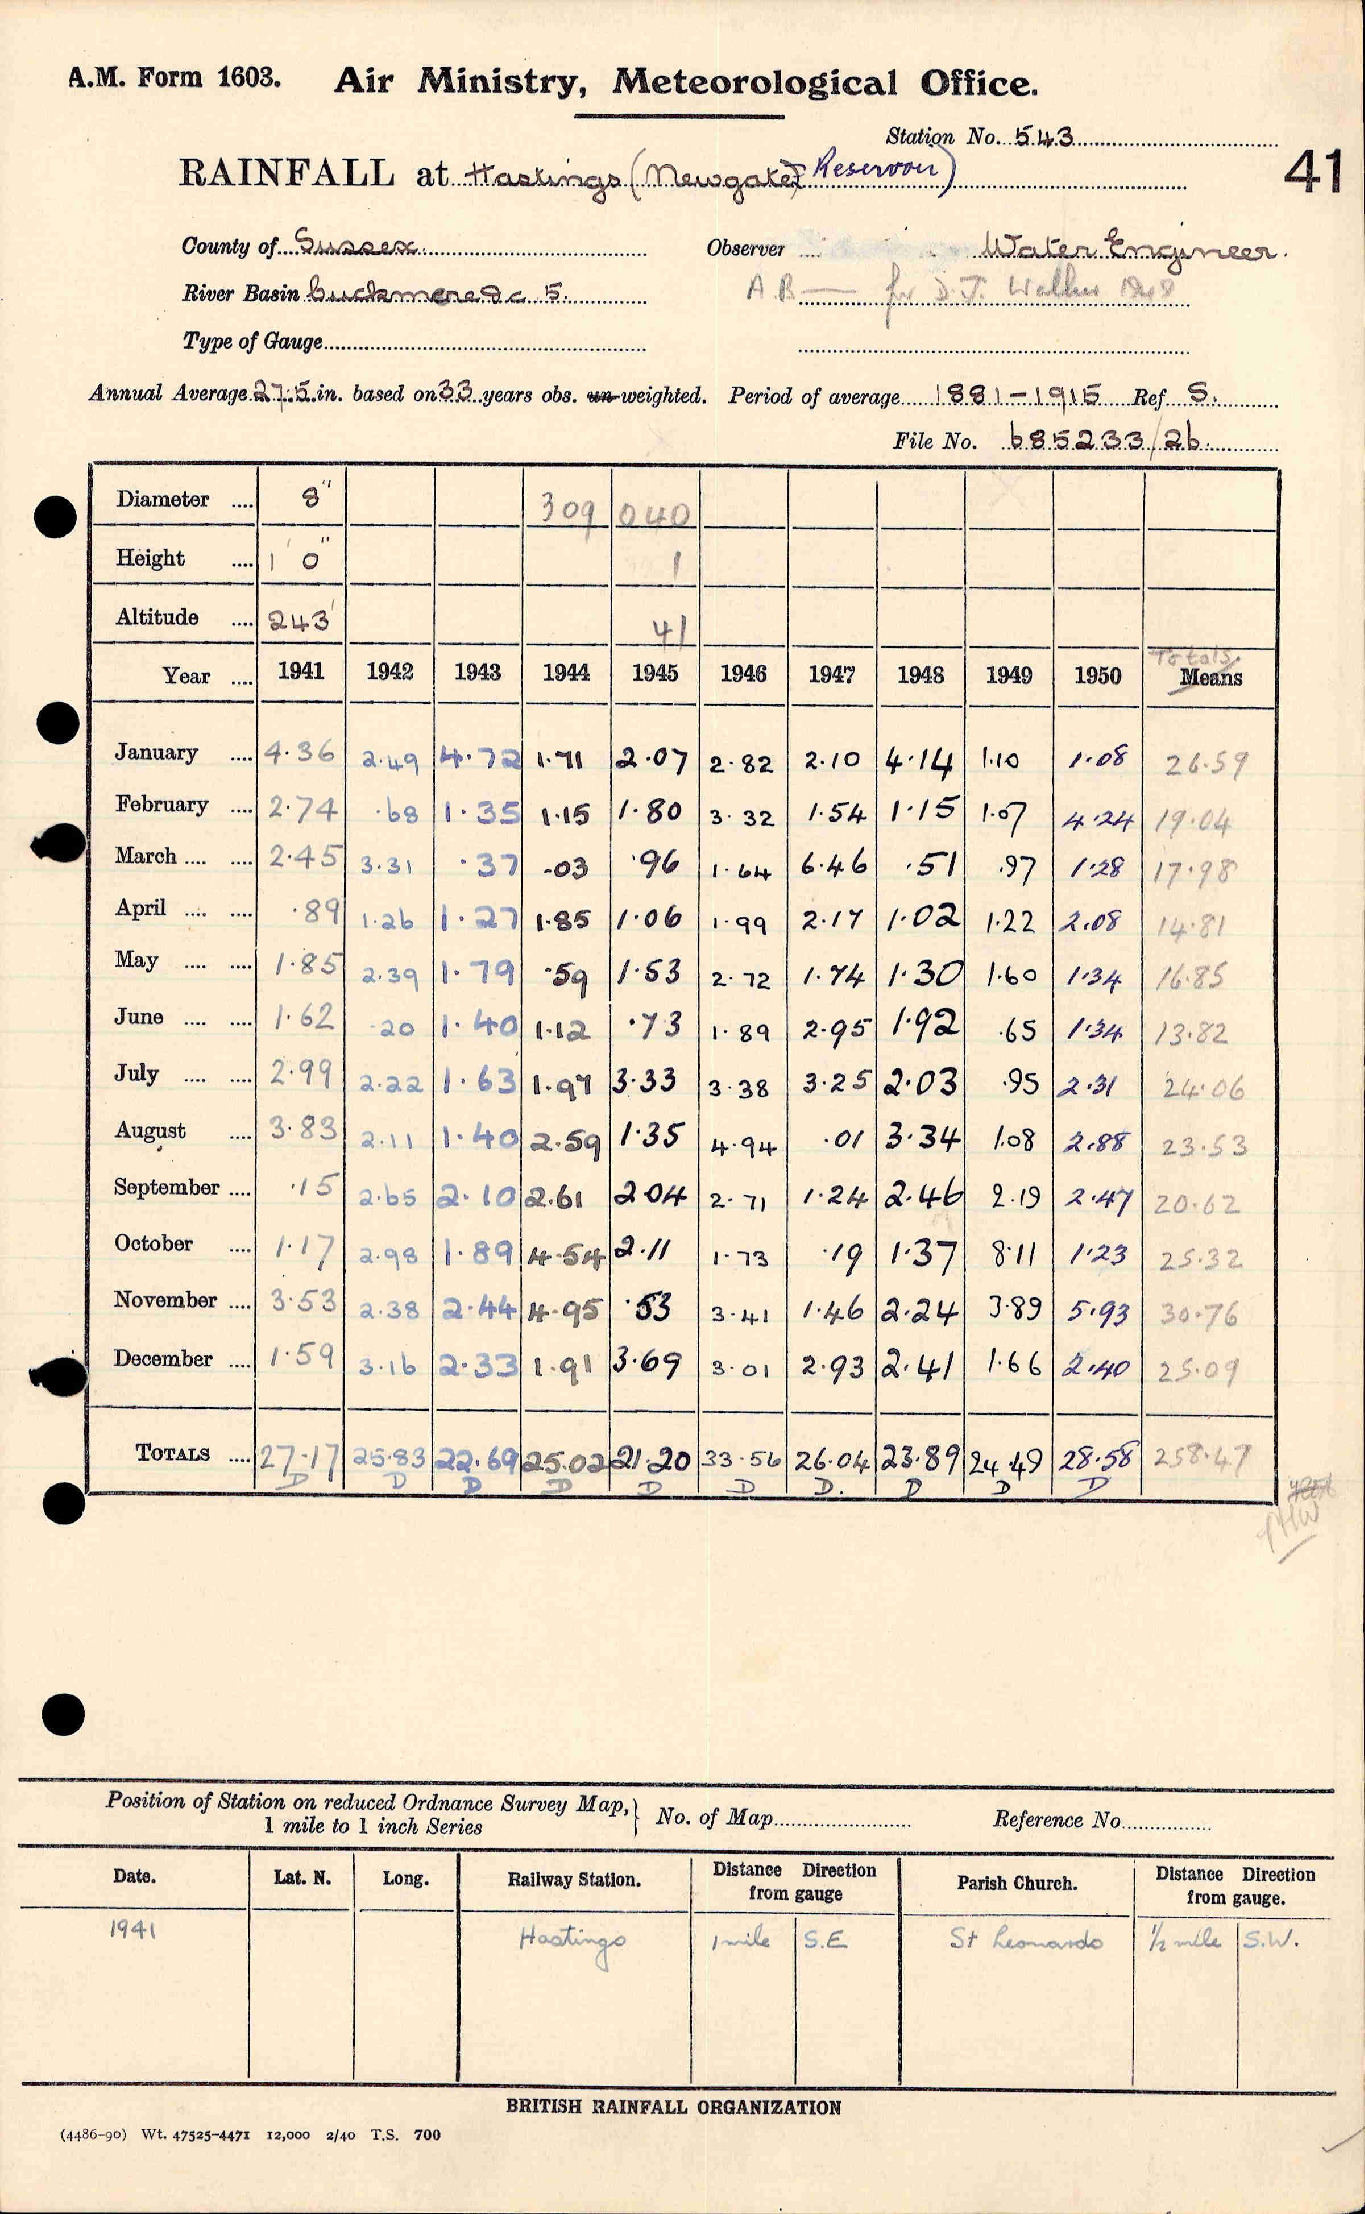 A.M. Form 1603. Air Ministry, Meteorological Office.
Station No. 543
41
RAINFALL at Hastings (Newgate Reservoir)
County of Sussex Observer Water Engineer.
River Basin Cuckmere &c 5. A.B — for D.J. Walker
Type of Gauge
Annual Average 27.5 in. based on 33 years obs. un-weighted. Period of average 1881-1915 Ref S.
File No. 685233/26.
Diameter 8" 309 040
Height 1' 0" 1
Altitude 243' 41
Year 1941 1942 1943 1944 1945 1946 1947 1948 1949 1950 Totals Means
January 4.36 2.49 4.72 1.71 2.07 2.82 2.10 4.14 1.10 1.08 26.59
February 2.74 .68 1.35 1.15 1.80 3.32 1.54 1.15 1.07 4.24 19.04
March 2.45 3.31 .37 .03 .96 1.64 6.46 .51 .97 1.28 17.98
April .89 1.26 1.27 1.85 1.06 1.99 2.17 1.02 1.22 2.08 14.81
May 1.85 2.39 1.79 .59 1.53 2.72 1.74 1.30 1.60 1.34 16.85
June 1.62 .20 1.40 1.12 .73 1.89 2.95 1.92 .65 1.34 13.82
July 2.99 2.22 1.63 1.97 3.33 3.38 3.25 2.03 .95 2.31 24.06
August 3.83 2.11 1.40 2.59 1.35 4.94 .01 3.34 1.08 2.88 23.53
September .15 2.65 2.10 2.61 2.04 2.71 1.24 2.46 2.19 2.47 20.62
October 1.17 2.98 1.89 4.54 2.11 1.73 .19 1.37 8.11 1.23 25.32
November 3.53 2.38 2.44 4.95 .53 3.41 1.46 2.24 3.89 5.93 30.76
December 1.59 3.16 2.33 1.91 3.69 3.01 2.93 2.41 1.66 2.40 25.09
TOTALS 27.17 25.83 22.69 25.02 21.20 33.56 26.04 23.89 24.49 28.58 258.47
D D D D D D D. D D D
Position of Station on reduced Ordnance Survey Map, 1 mile to 1 inch Series } No. of Map Reference No.
Date. Lat. N. Long. Railway Station. Distance Direction from gauge Parish Church. Distance Direction from gauge.
1941 Hastings 1 mile S.E St Leonards 1/2 mile S.W.
BRITISH RAINFALL ORGANIZATION
(4486-90) Wt. 47525-4471 12,000 2/40 T.S. 700